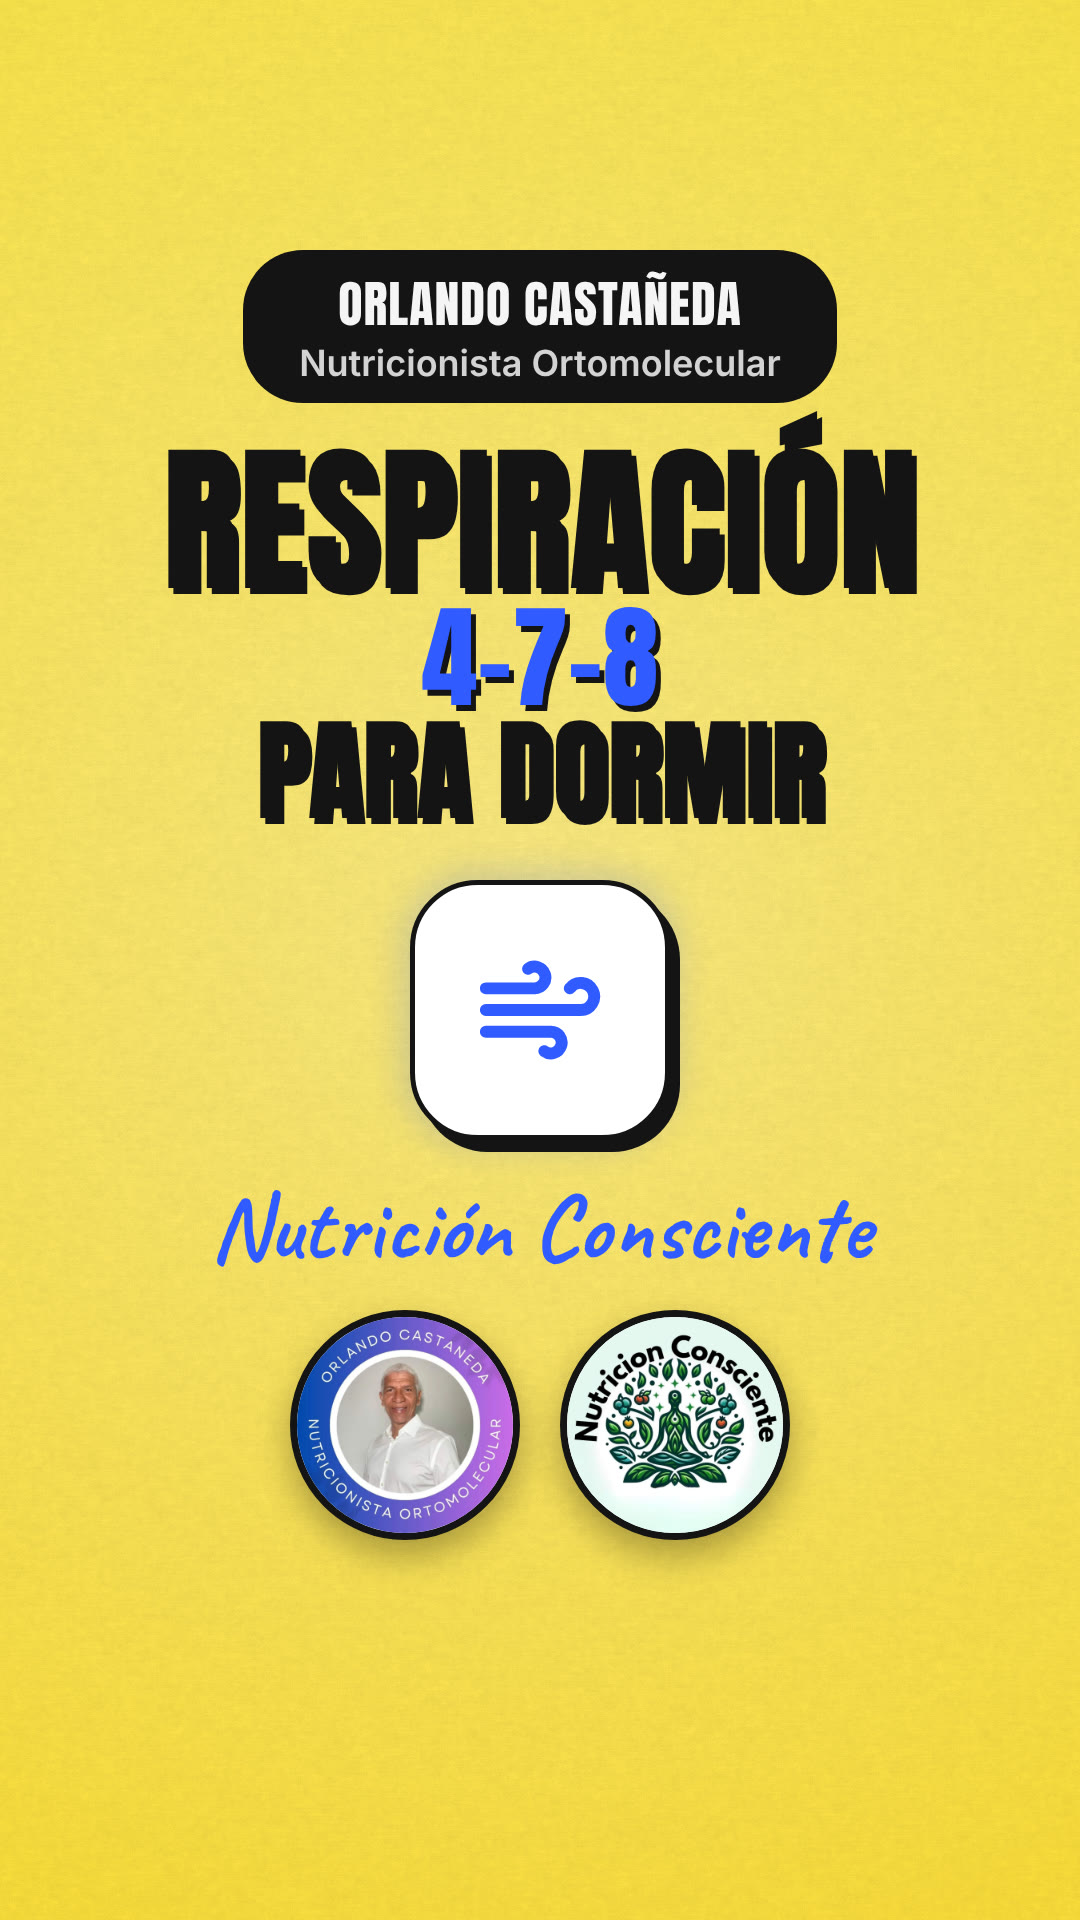 ORLANDO CASTAÑEDA
Nutricionista Ortomolecular
RESPIRACIÓN
4-7-8
PARA DORMIR
Nutrición Consciente
ORLANDO CASTAÑEDA
NUTRICIONISTA ORTOMOLECULAR
Nutricion Consciente